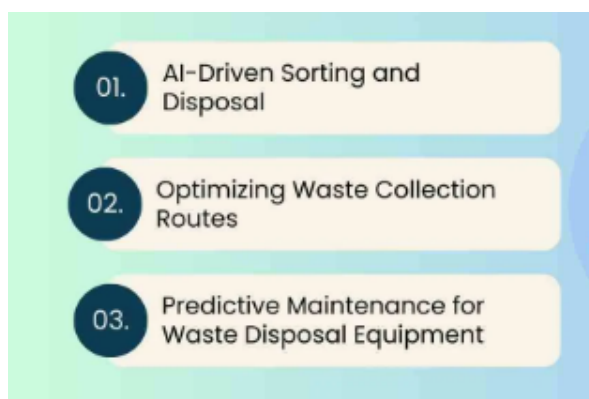 01.
AI-Driven Sorting and
Disposal
02.
Optimizing Waste Collection
Routes
03.
Predictive Maintenance for
Waste Disposal Equipment